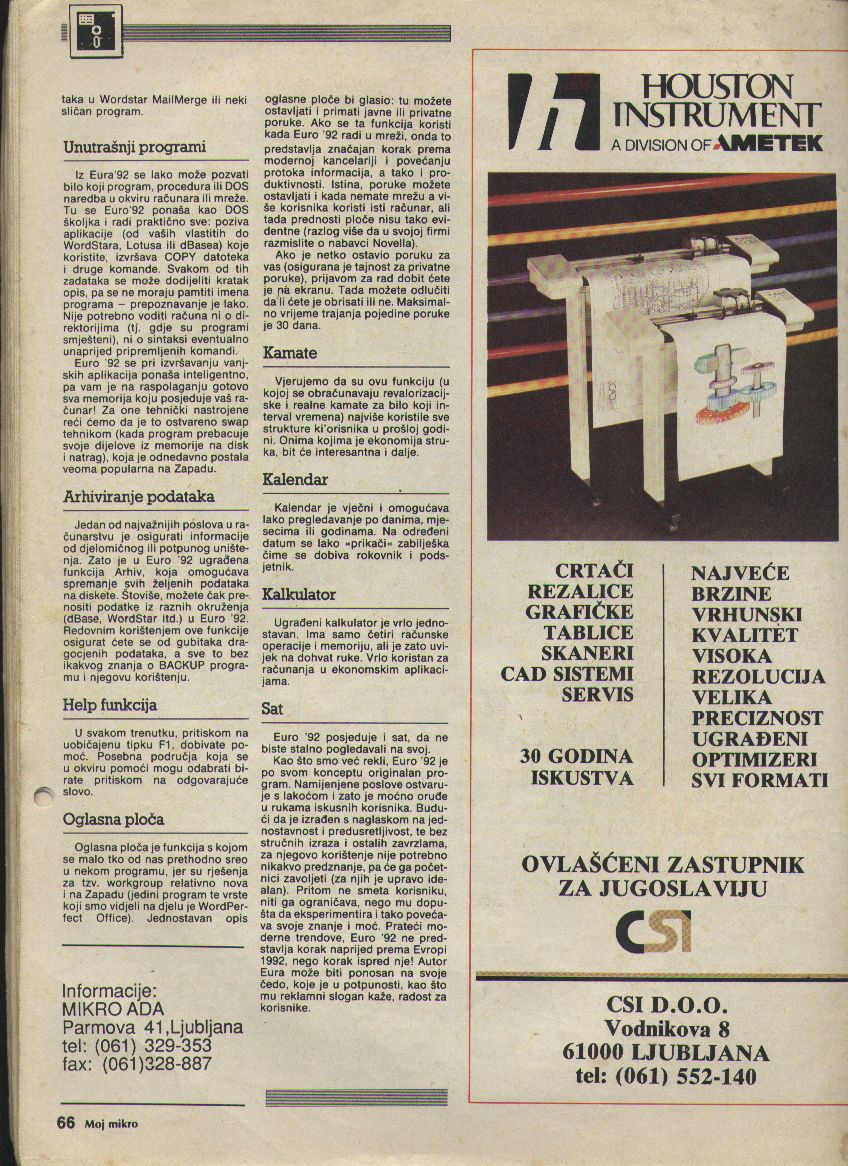 taka u Wordstar MailMerge ili neki
sličan program.
Unutrašnji programi
Iz Eura'92 se lako može pozvati
bilo koji program, procedura ili DOS
naredba u okviru računara ili mreže.
Tu se Euro'92 ponaša kao DOS
školjka i radi praktično sve: poziva
aplikacije (od vaših vlastitih do
WordStara, Lotusa ili dBasea) koje
koristite, izvršava COPY datoteka
i druge komande. Svakom od tih
zadataka se može dodijeliti kratak
opis, pa se ne moraju pamtiti imena
programa – prepoznavanje je lako.
Nije potrebno voditi računa ni o di-
rektorijima (tj. gdje su programi
smješteni), ni o sintaksi eventualno
unaprijed pripremljenih komandi.
Euro '92 se pri izvršavanju vanj-
skih aplikacija ponaša inteligentno,
pa vam je na raspolaganju gotovo
sva memorija koju posjeduje vaš ra-
čunar! Za one tehnički nastrojene
reći ćemo da je to ostvareno swap
tehnikom (kada program prebacuje
svoje dijelove iz memorije na disk
i natrag), koja je odnedavno postala
veoma popularna na Zapadu.
Arhiviranje podataka
Jedan od najvažnijih poslova u ra-
čunarstvu je osigurati informacije
od djelomičnog ili potpunog unište-
nja. Zato je u Euro '92 ugrađena
funkcija Arhiv, koja omogućava
spremanje svih željenih podataka
na diskete. Štoviše, možete čak pre-
nositi podatke iz raznih okruženja
(dBase, WordStar itd.) u Euro '92.
Redovnim korištenjem ove funkcije
osigurat ćete se od gubitaka dra-
gocjenih podataka, a sve to bez
ikakvog znanja o BACKUP progra-
mu i njegovu korištenju.
Help funkcija
U svakom trenutku, pritiskom na
uobičajenu tipku F1, dobivate po-
moć. Posebna područja koja se
u okviru pomoći mogu odabrati bi-
rate pritiskom na odgovarajuće
slovo.
Oglasna ploča
Oglasna ploča je funkcija s kojom
se malo tko od nas prethodno sreo
u nekom programu, jer su rješenja
za tzv. workgroup relativno nova
i na Zapadu (jedini program te vrste
koji smo vidjeli na djelu je WordPer-
fect Office). Jednostavan opis
Informacije:
MIKRO ADA
Parmova 41,Ljubljana
tel: (061) 329-353
fax: (061)328-887
oglasne ploče bi glasio: tu možete
ostavljati i primati javne ili privatne
poruke. Ako se ta funkcija koristi
kada Euro '92 radi u mreži, onda to
predstavlja značajan korak prema
modernoj kancelariji i povećanju
protoka informacija, a tako i pro-
duktivnosti. Istina, poruke možete
ostavljati i kada nemate mrežu a vi-
še korisnika koristi isti računar, ali
tada prednosti ploče nisu tako evi-
dentne (razlog više da u svojoj firmi
razmislite o nabavci Novella).
Ako je netko ostavio poruku za
vas (osigurana je tajnost za privatne
poruke), prijavom za rad dobit ćete
je na ekranu. Tada možete odlučiti
da'li ćete je obrisati ili ne. Maksimal-
no vrijeme trajanja pojedine poruke
je 30 dana.
Kamate
Vjerujemo da su ovu funkciju (u
kojoj se obračunavaju revalorizacij-
ske i realne kamate za bilo koji in-
terval vremena) najviše koristile sve
strukture ki'orisnika u prošloj godi-
ni. Onima kojima je ekonomija stru-
ka, bit će interesantna i dalje.
Kalendar
Kalendar je vječni i omogućava
lako pregledavanje po danima, mje-
secima ili godinama. Na određeni
datum se lako »prikači« zabilješka
čime se dobiva rokovnik i pods-
jetnik.
Kalkulator
Ugrađeni kalkulator je vrlo jedno-
stavan. Ima samo četiri računske
operacije i memoriju, ali je zato uvi-
jek na dohvat ruke. Vrlo koristan za
računanja u ekonomskim aplikaci-
jama.
Sat
Euro '92 posjeduje i sat, da ne
biste stalno pogledavali na svoj.
Kao što smo već rekli, Euro '92 je
po svom konceptu originalan pro-
gram. Namijenjene poslove ostvaru-
je s lakoćom i zato je moćno oruđe
u rukama iskusnih korisnika. Budu-
ći da je izrađen s naglaskom na jed-
nostavnost i predusretljivost, te bez
stručnih izraza i ostalih zavrzlama,
za njegovo korištenje nije potrebno
nikakvo predznanje, pa će ga počet-
nici zavoljeti (za njih je upravo ide-
alan). Pritom ne smeta korisniku,
niti ga ograničava, nego mu dopu-
šta da eksperimentira i tako poveća-
va svoje znanje i moć. Prateći mo-
derne trendove, Euro '92 ne pred-
stavlja korak naprijed prema Evropi
1992, nego korak ispred nje! Autor
Eura može biti ponosan na svoje
čedo, koje je u potpunosti, kao što
mu reklamni slogan kaže, radost za
korisnike.
HOUSTON
INSTRUMENT
A DIVISION OF AMETEK
CRTAČI
REZALICE
GRAFIČKE
TABLICE
SKANERI
CAD SISTEMI
SERVIS
30 GODINA
ISKUSTVA
NAJVEĆE
BRZINE
VRHUNSKI
KVALITET
VISOKA
REZOLUCIJA
VELIKA
PRECIZNOST
UGRAĐENI
OPTIMIZERI
SVI FORMATI
OVLAŠĆENI ZASTUPNIK
ZA JUGOSLAVIJU
CSI
CSI D.O.O.
Vodnikova 8
61000 LJUBLJANA
tel: (061) 552-140
66 Moj mikro